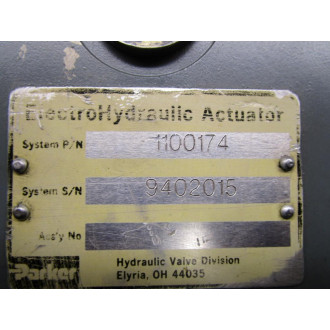 ElectroHydraulic Actuator
System P/N 1100174
System S/N 9402015
Ass'y No
Parker
Hydraulic Valve Division
Elyria, OH 44035